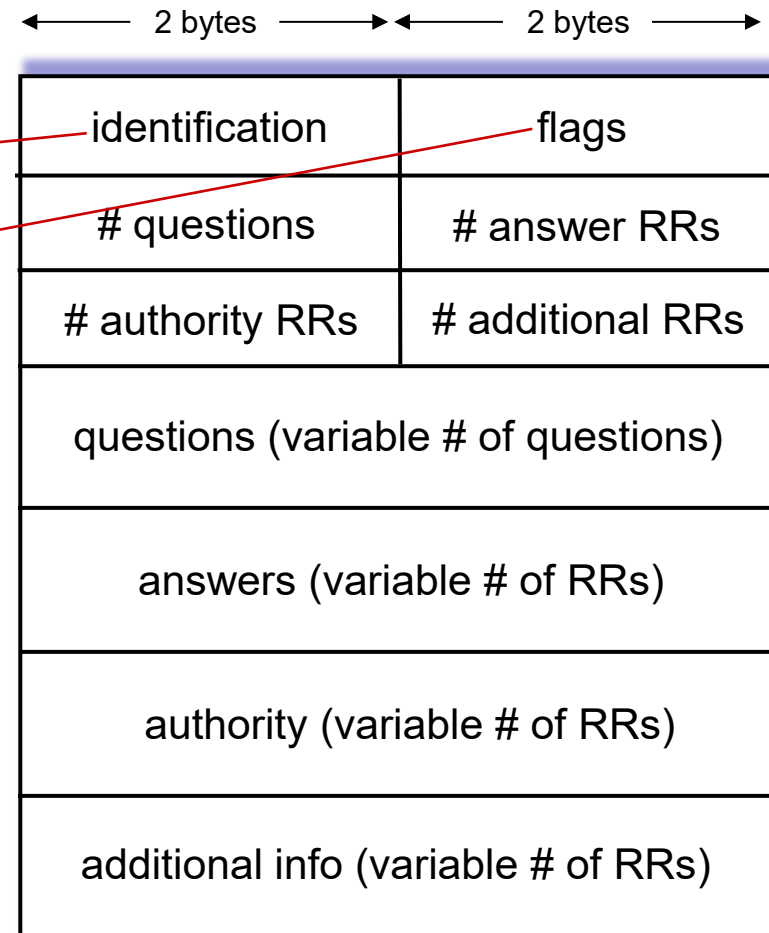 2 bytes 2 bytes
identification flags
# questions # answer RRs
# authority RRs # additional RRs
questions (variable # of questions)
answers (variable # of RRs)
authority (variable # of RRs)
additional info (variable # of RRs)